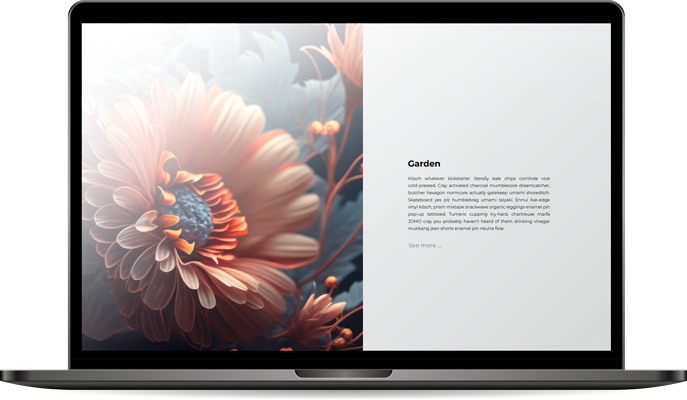 Garden
Kitsch whatever kickstarter literally kale chips cornhole vice
cold-pressed. Cray activated charcoal mumblecore dreamcatcher,
butcher hexagon normcore actually gatekeep umami shoreditch.
Skateboard yes plz humblebrag umami taiyaki. Ennui live-edge
vinyl kitsch, prism mixtape snackwave organic leggings enamel pin
pop-up tattooed. Tumeric cupping try-hard, chartreuse marfa
JOMO cray you probably haven't heard of them drinking vinegar
mukbang jean shorts enamel pin neutra fixie.
See more ...